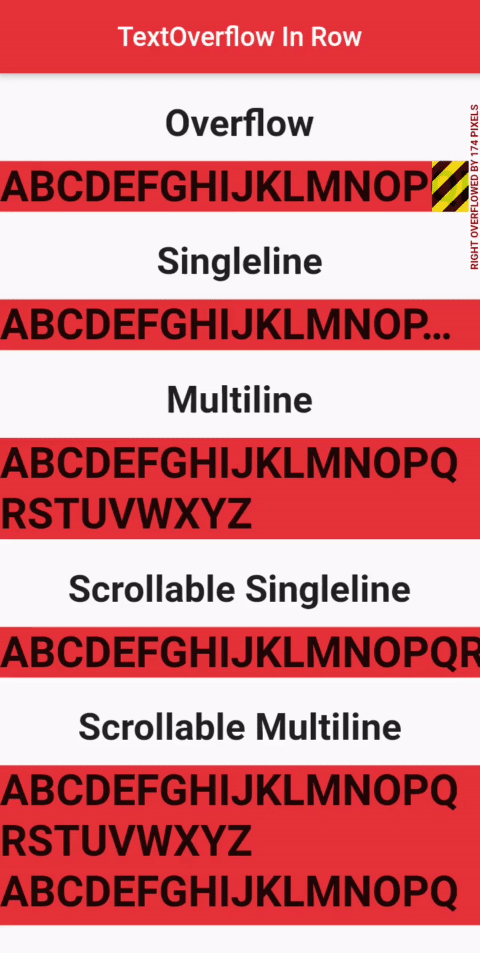 TextOverflow In Row
Overflow
ABCDEFGHIJKLMNOP
RIGHT OVERFLOWED BY 174 PIXELS
Singleline
ABCDEFGHIJKLMNOP...
Multiline
ABCDEFGHIJKLMNOPQ
RSTUVWXYZ
Scrollable Singleline
ABCDEFGHIJKLMNOPQR
Scrollable Multiline
ABCDEFGHIJKLMNOPQ
RSTUVWXYZ
ABCDEFGHIJKLMNOPQ